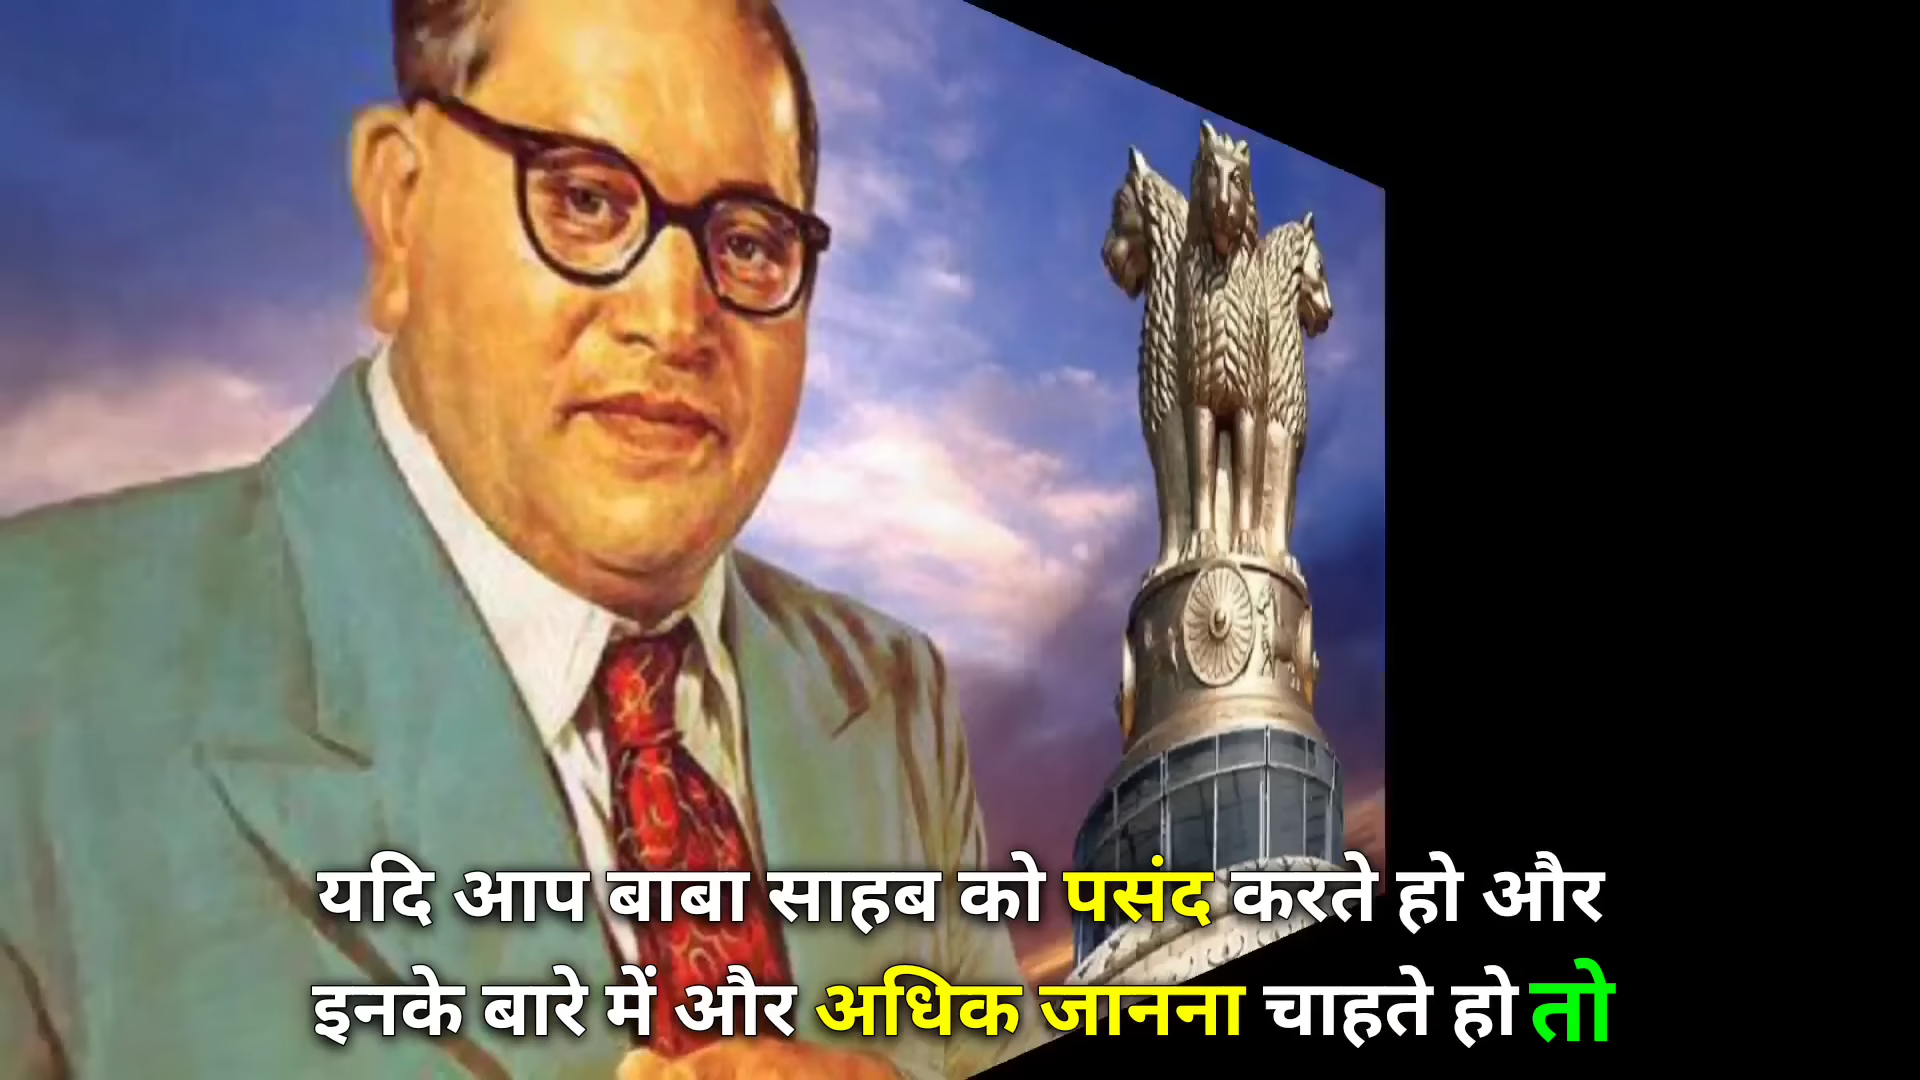 यदि आप बाबा साहब को पसंद करते हो और
इनके बारे में और अधिक जानना चाहते हो तो